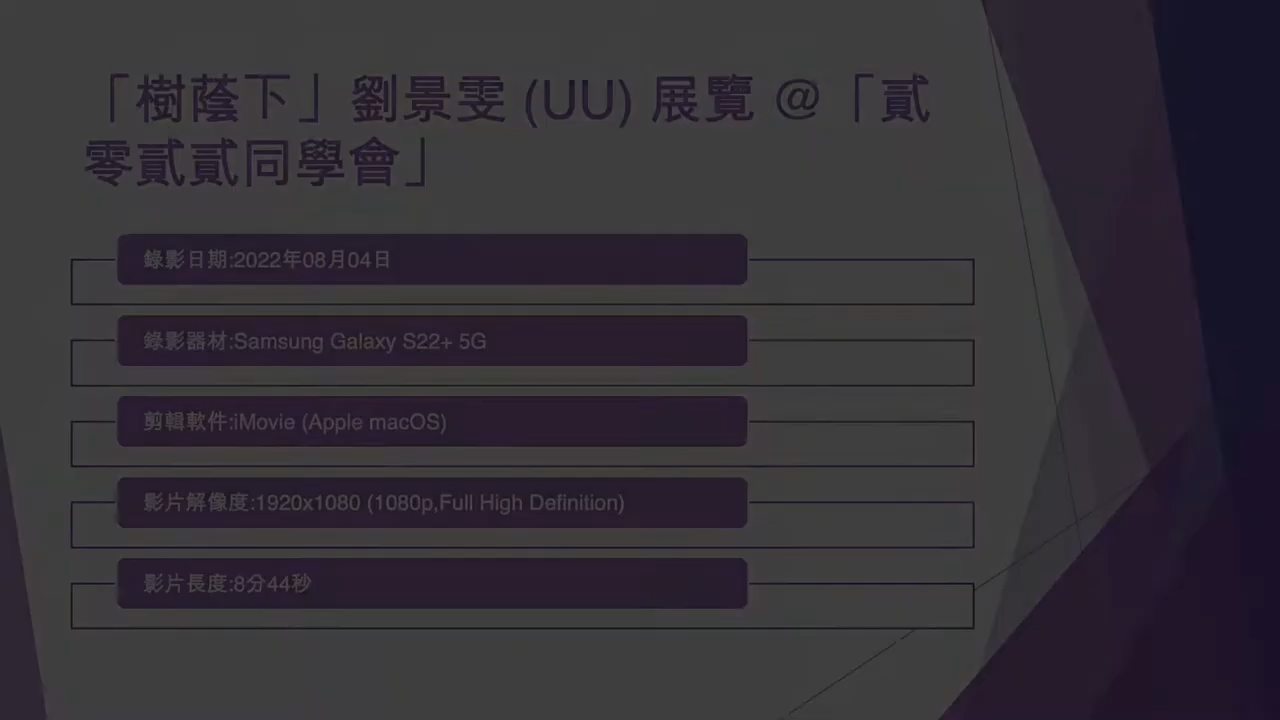 「樹蔭下」劉景雯 (UU) 展覽 @「貳
零貳貳同學會」
錄影日期:2022年08月04日
錄影器材:Samsung Galaxy S22+ 5G
剪輯軟件:iMovie (Apple macOS)
影片解像度:1920x1080 (1080p,Full High Definition)
影片長度:8分44秒